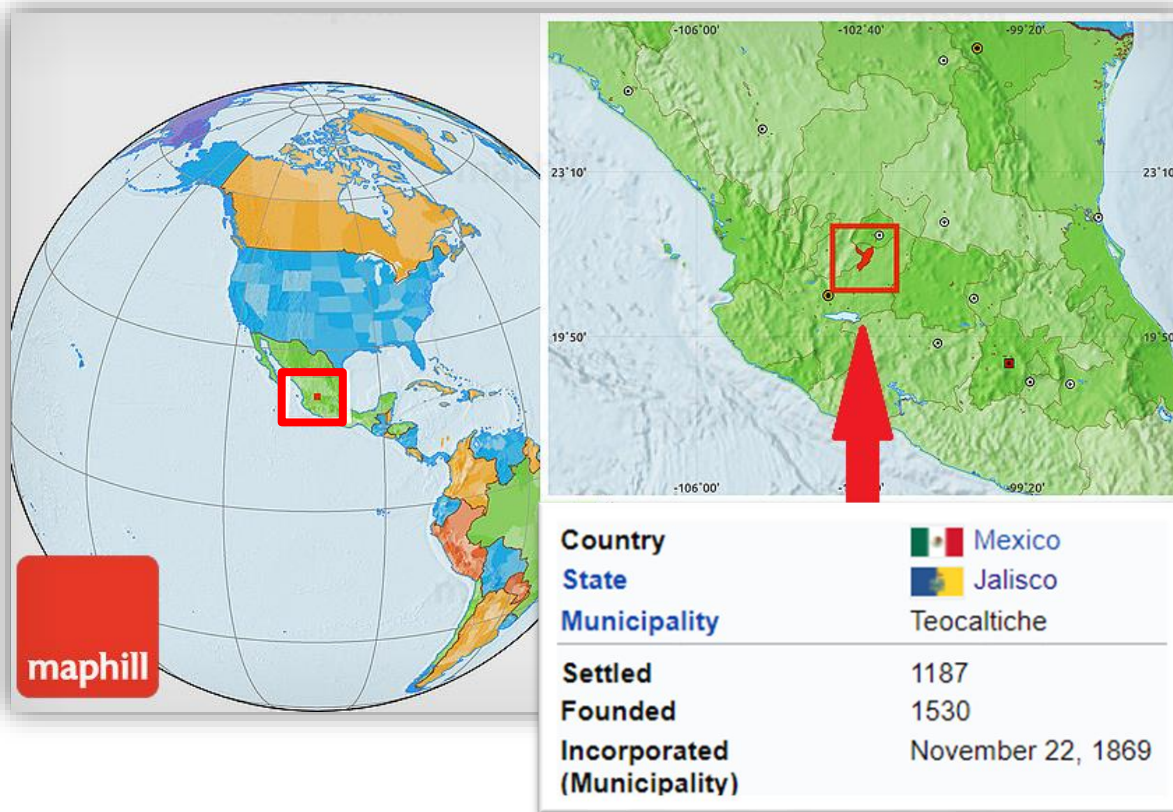 -106°00' -102°40' -99°20'
23°10' 23°10
19°50' 19°50'
-106°00' -99°20'
maphill
Country Mexico
State Jalisco
Municipality Teocaltiche
Settled 1187
Founded 1530
Incorporated November 22, 1869
(Municipality)